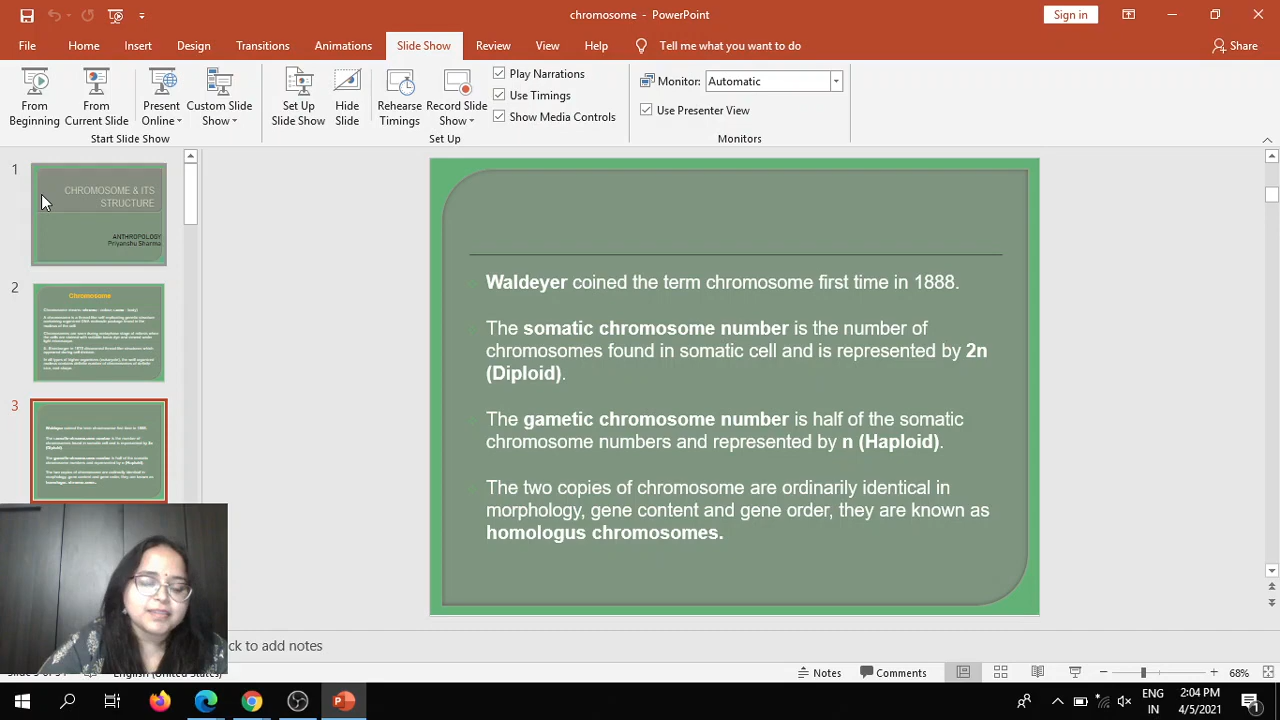 chromosome - PowerPoint
Sign in
File Home Insert Design Transitions Animations Slide Show Review View Help Tell me what you want to do Share
From Beginning
From Current Slide
Present Online
Custom Slide Show
Set Up Slide Show
Hide Slide
Rehearse Timings
Record Slide Show
Play Narrations
Use Timings
Show Media Controls
Monitor: Automatic
Use Presenter View
Start Slide Show
Set Up
Monitors
1
CHROMOSOME & ITS
STRUCTURE
ANTHROPOLOGY
Priyanshu Sharma
2
Chromosome
3
Waldeyer coined the term chromosome first time in 1888.
The somatic chromosome number is the number of
chromosomes found in somatic cell and is represented by 2n
(Diploid).
The gametic chromosome number is half of the somatic
chromosome numbers and represented by n (Haploid).
The two copies of chromosome are ordinarily identical in
morphology, gene content and gene order, they are known as
homologus chromosomes.
to add notes
English (United States)
Notes
Comments
68%
ENG
IN
2:04 PM
4/5/2021
1